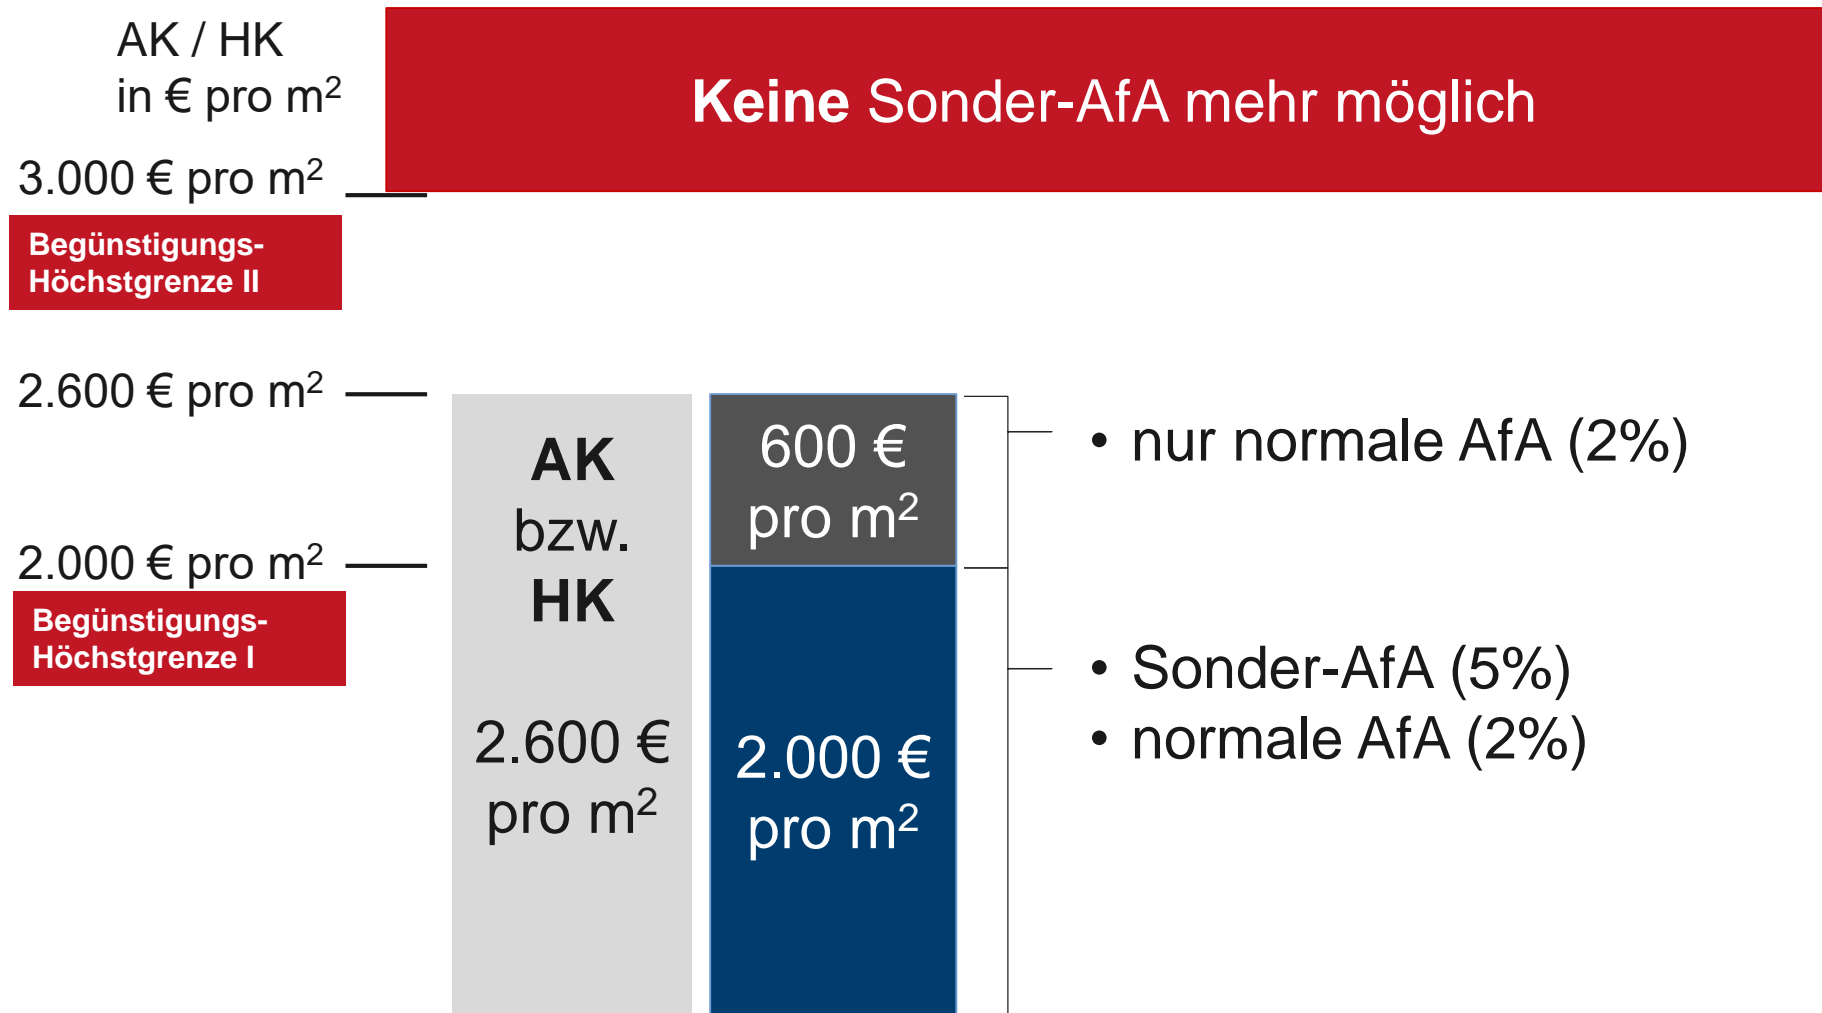 AK / HK
in € pro m²
Keine Sonder-AfA mehr möglich
3.000 € pro m²
Begünstigungs-
Höchstgrenze II
2.600 € pro m²
2.000 € pro m²
Begünstigungs-
Höchstgrenze I
AK
bzw.
HK
2.600 €
pro m²
600 €
pro m²
2.000 €
pro m²
• nur normale AfA (2%)
• Sonder-AfA (5%)
• normale AfA (2%)